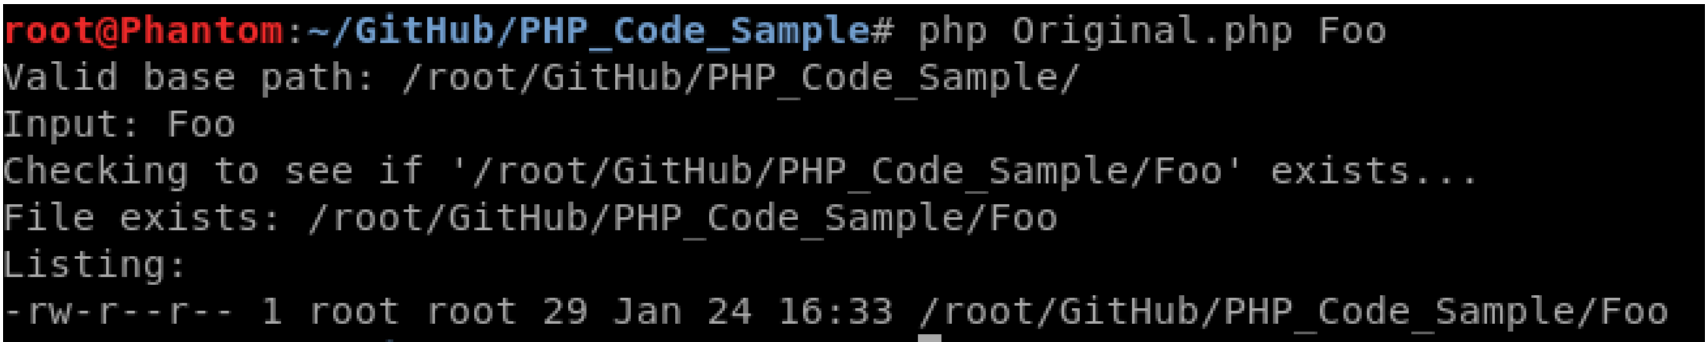 root@Phantom:~/GitHub/PHP_Code_Sample# php Original.php Foo
Valid base path: /root/GitHub/PHP_Code_Sample/
Input: Foo
Checking to see if '/root/GitHub/PHP_Code_Sample/Foo' exists...
File exists: /root/GitHub/PHP_Code_Sample/Foo
Listing:
-rw-r--r-- 1 root root 29 Jan 24 16:33 /root/GitHub/PHP_Code_Sample/Foo